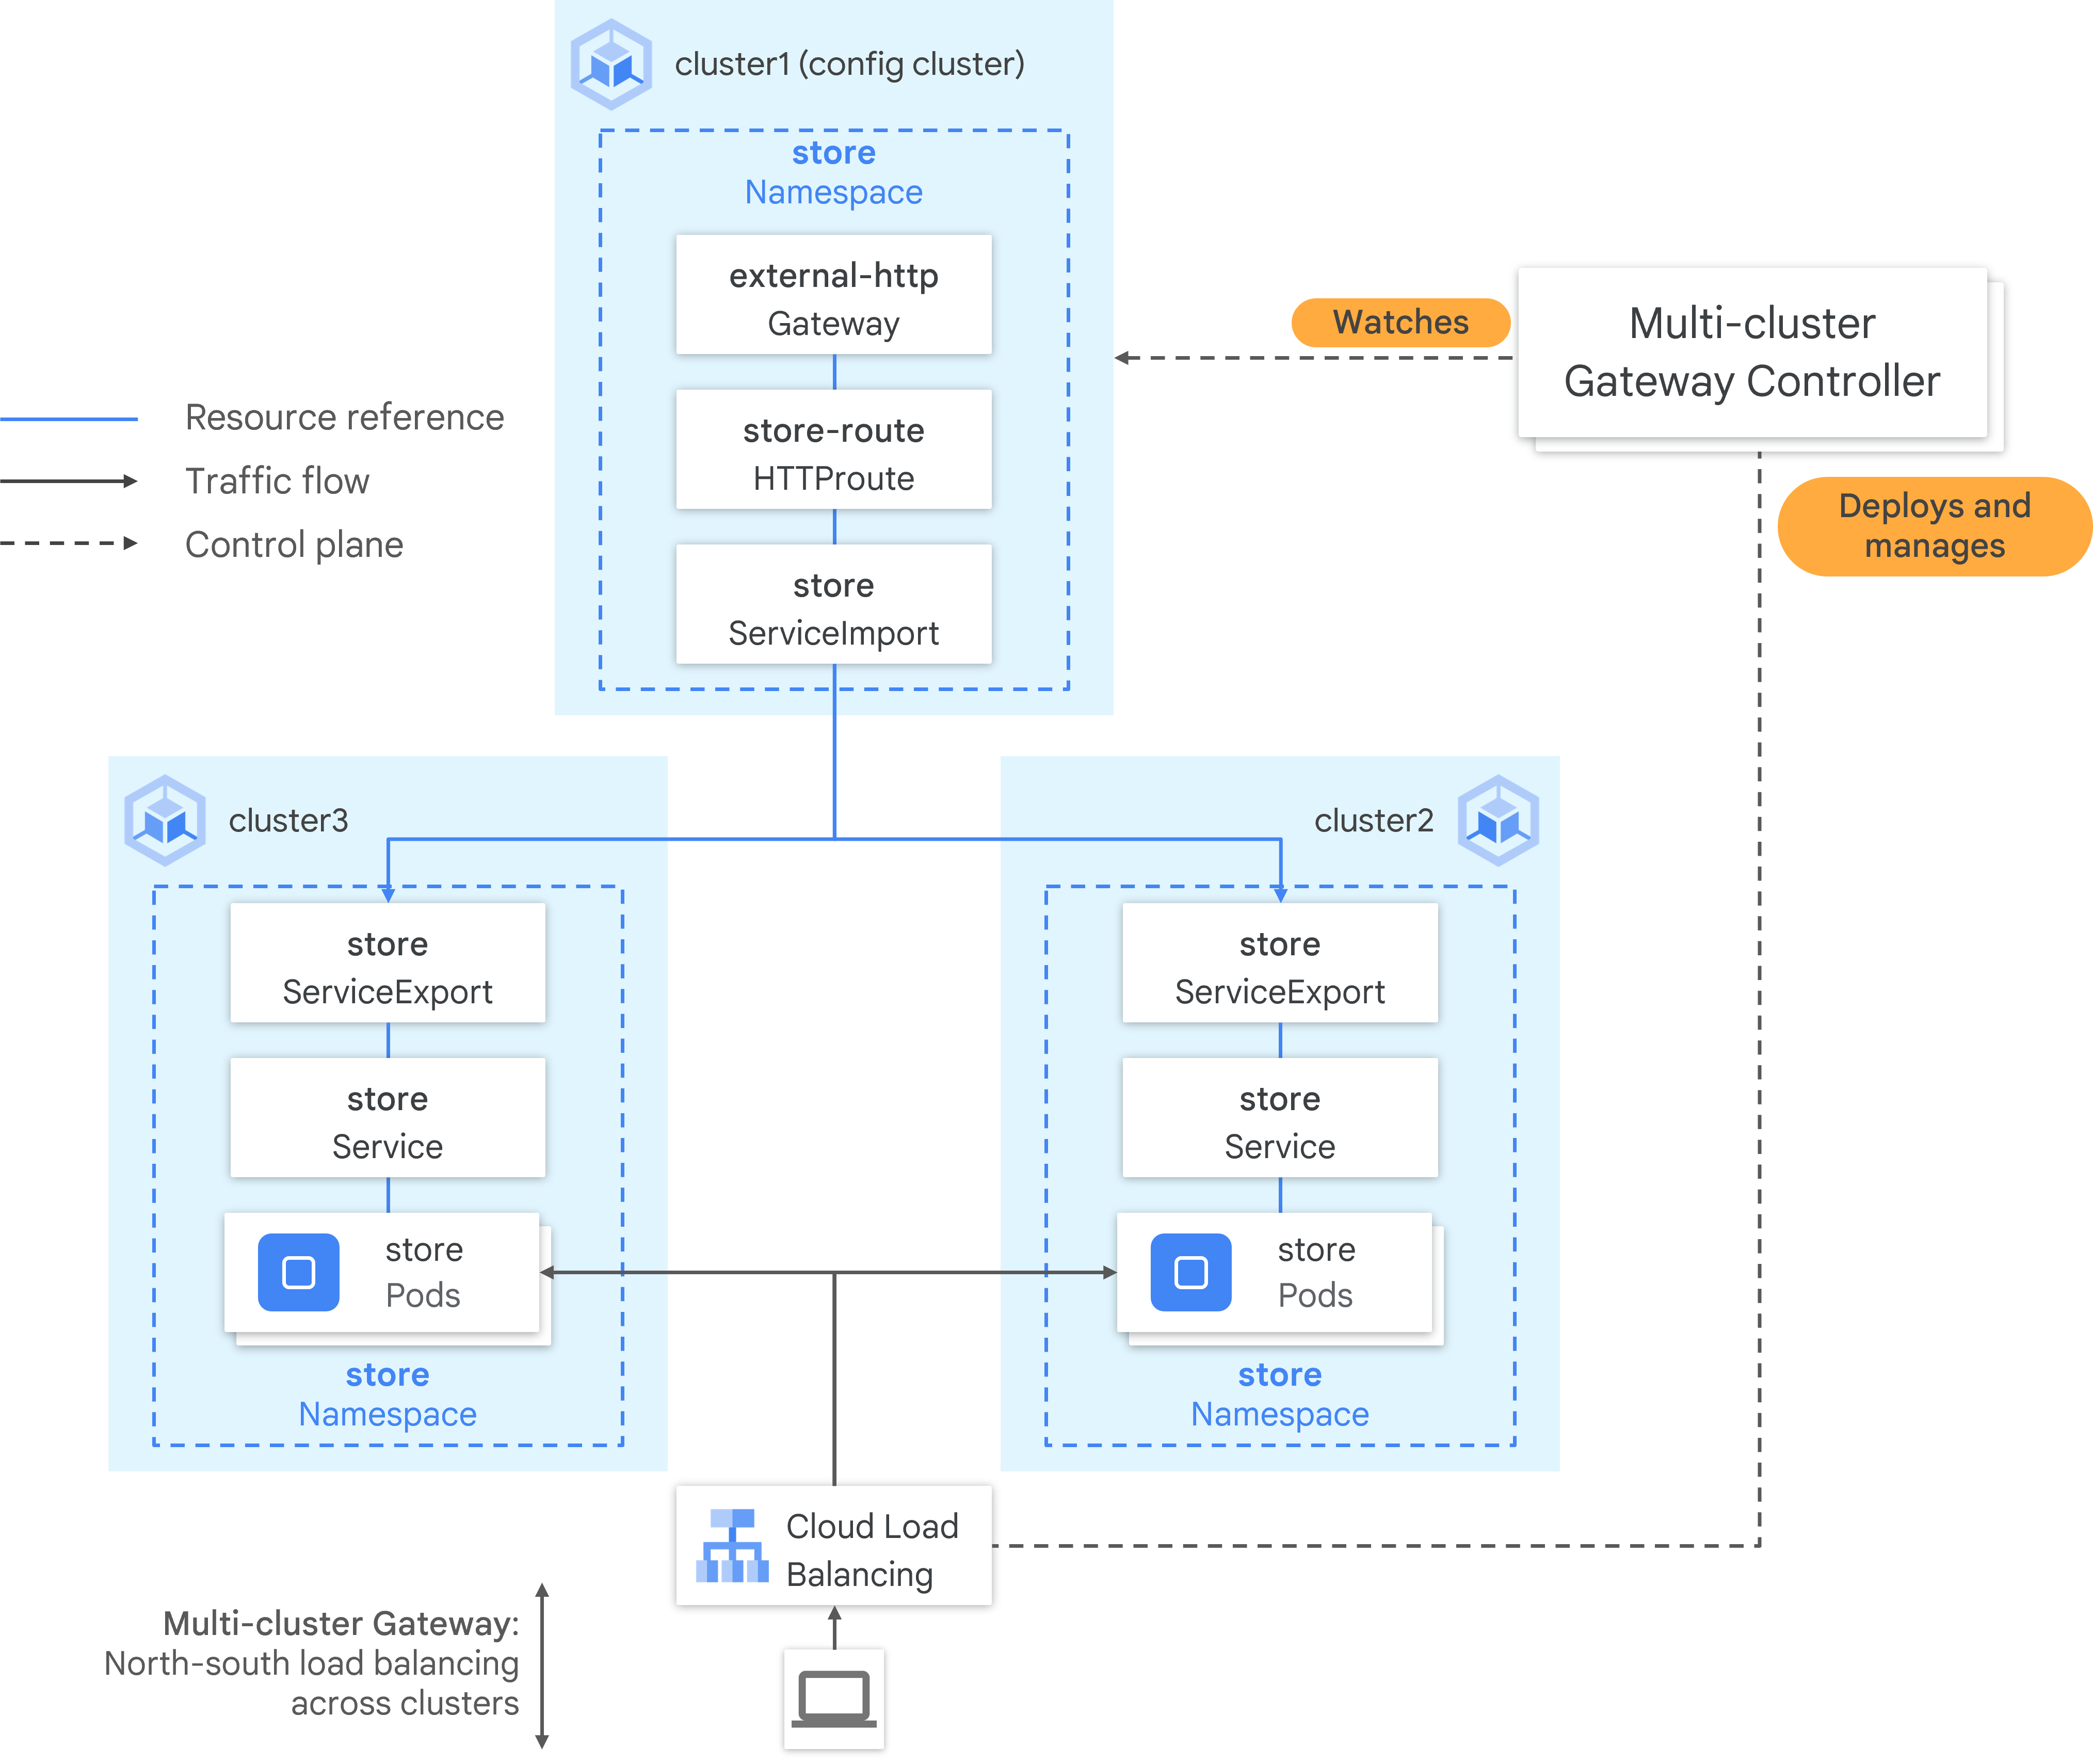 cluster1 (config cluster)
store
Namespace
external-http
Gateway
store-route
HTTProute
store
ServiceImport
Watches
Multi-cluster
Gateway Controller
Deploys and
manages
Resource reference
Traffic flow
Control plane
cluster3
store
ServiceExport
store
Service
store
Pods
store
Namespace
cluster2
store
ServiceExport
store
Service
store
Pods
store
Namespace
Cloud Load
Balancing
Multi-cluster Gateway:
North-south load balancing
across clusters